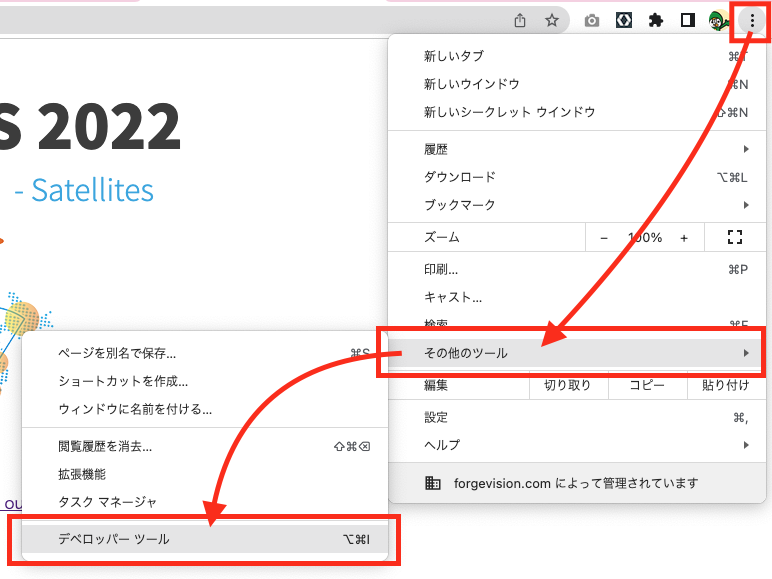 S 2022
- Satellites
新しいタブ ⌘T
新しいウインドウ ⌘N
新しいシークレット ウインドウ ⇧⌘N
履歴
ダウンロード ⌥⌘L
ブックマーク
ズーム − 100% +
印刷... ⌘P
キャスト...
検索 ⌘F
その他のツール
編集 切り取り コピー 貼り付け
設定 ⌘,
ヘルプ
forgevision.com によって管理されています
ページを別名で保存... ⌘S
ショートカットを作成...
ウィンドウに名前を付ける...
閲覧履歴を消去... ⇧⌘⌫
拡張機能
タスク マネージャ
デベロッパー ツール ⌥⌘I
ou